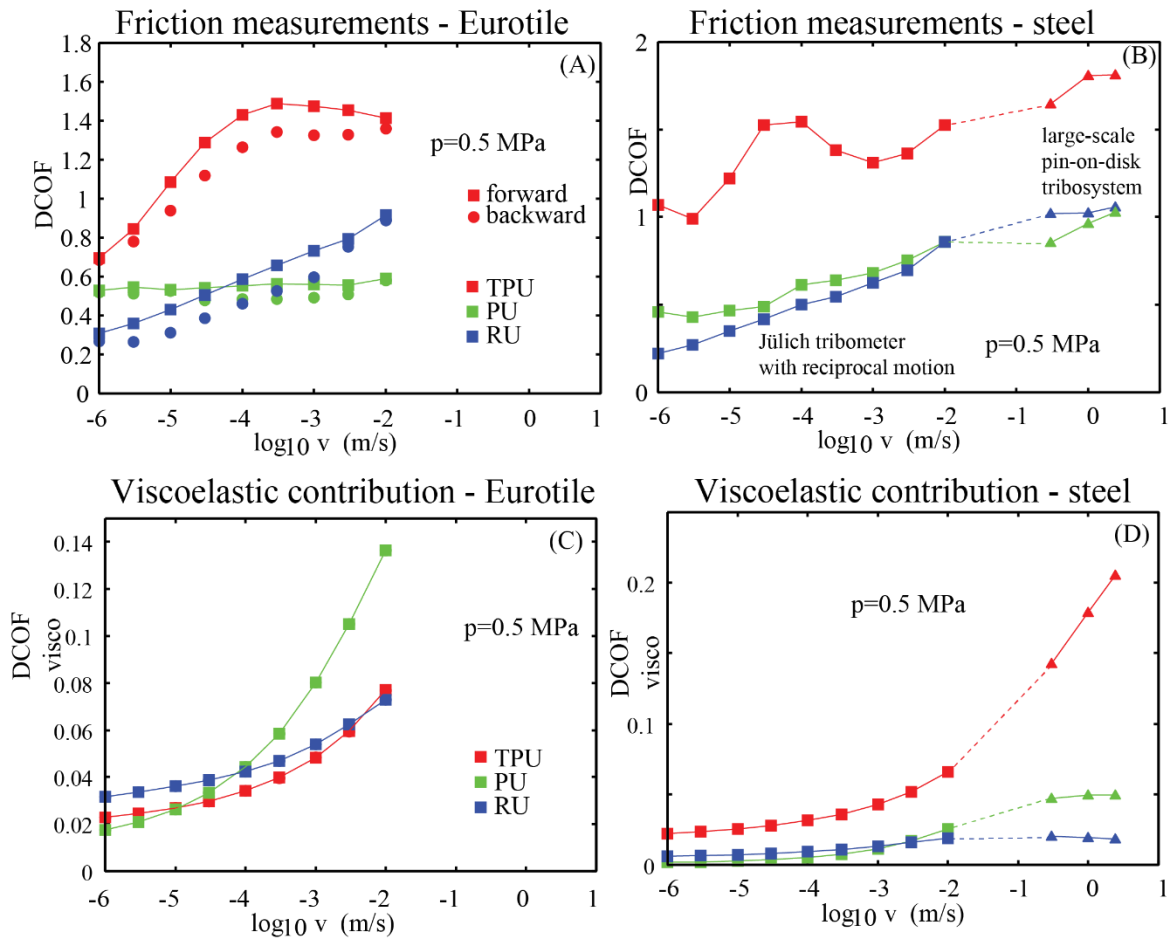 Friction measurements - Eurotile
(A)
1.8
1.6
1.4
1.2
1
0.8
0.6
0.4
0.2
0
DCOF
p=0.5 MPa
forward
backward
TPU
PU
RU
-6 -5 -4 -3 -2 -1 0 1
log10 v (m/s)
Friction measurements - steel
(B)
2
1
0
DCOF
large-scale
pin-on-disk
tribosystem
Jülich tribometer
with reciprocal motion
p=0.5 MPa
-6 -5 -4 -3 -2 -1 0 1
log10 v (m/s)
Viscoelastic contribution - Eurotile
(C)
0.14
0.12
0.1
0.08
0.06
0.04
0.02
0
DCOF
visco
p=0.5 MPa
TPU
PU
RU
-6 -5 -4 -3 -2 -1 0 1
log10 v (m/s)
Viscoelastic contribution - steel
(D)
0.2
0.1
0
DCOF
visco
p=0.5 MPa
-6 -5 -4 -3 -2 -1 0 1
log10 v (m/s)